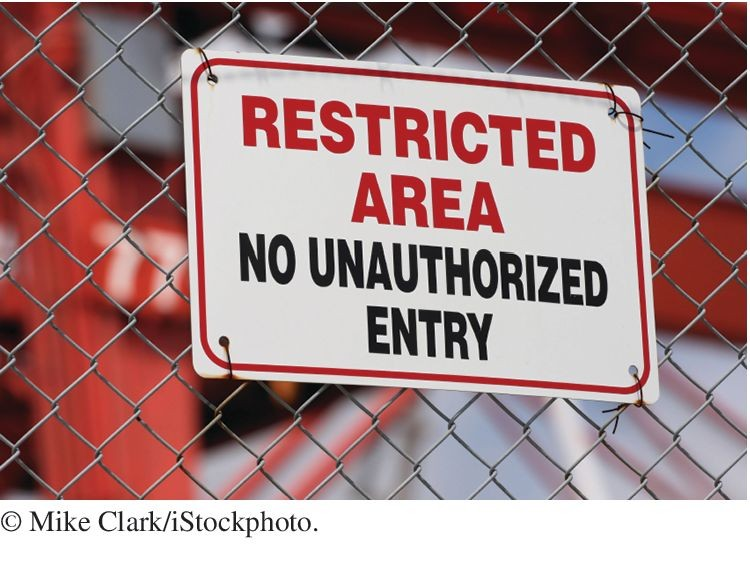 RESTRICTED
AREA
NO UNAUTHORIZED
ENTRY
© Mike Clark/iStockphoto.